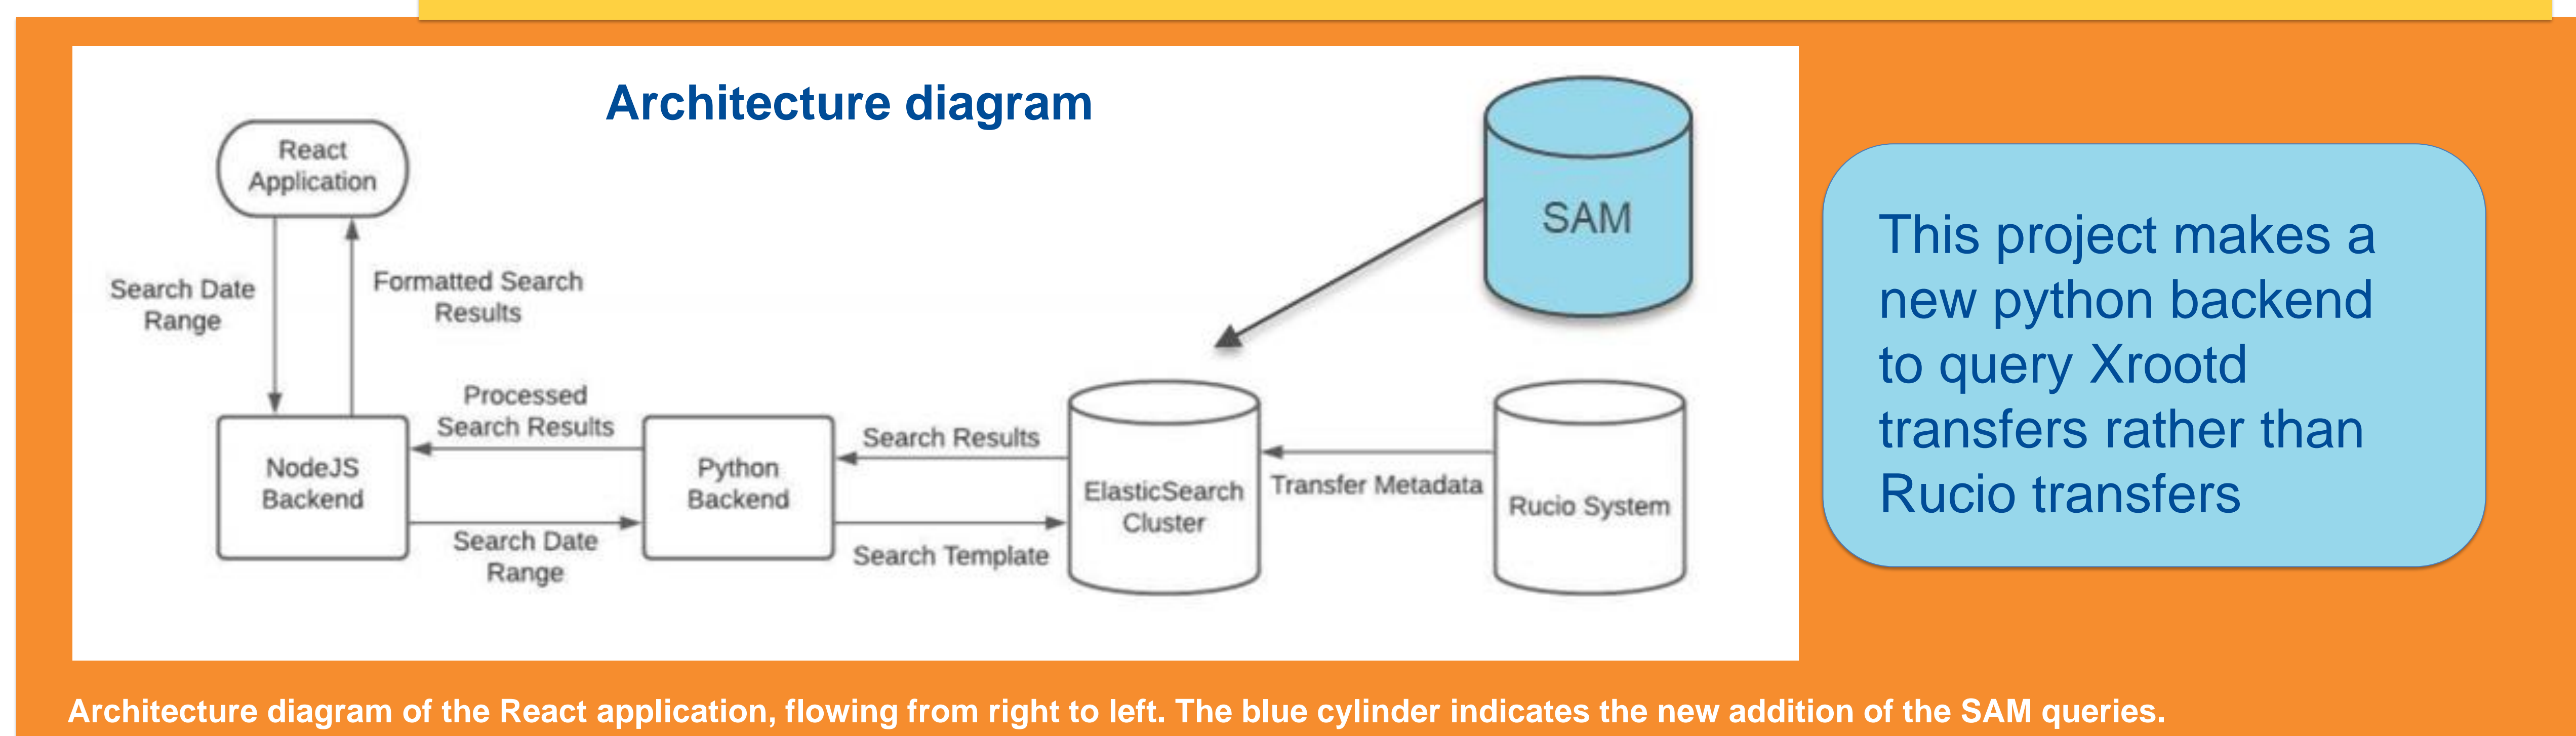 Architecture diagram
React
Application
SAM
Search Date
Range
Formatted Search
Results
Processed
Search Results
NodeJS
Backend
Search Date
Range
Python
Backend
Search Results
Search Template
ElasticSearch
Cluster
Transfer Metadata
Rucio System
This project makes a
new python backend
to query Xrootd
transfers rather than
Rucio transfers
Architecture diagram of the React application, flowing from right to left. The blue cylinder indicates the new addition of the SAM queries.